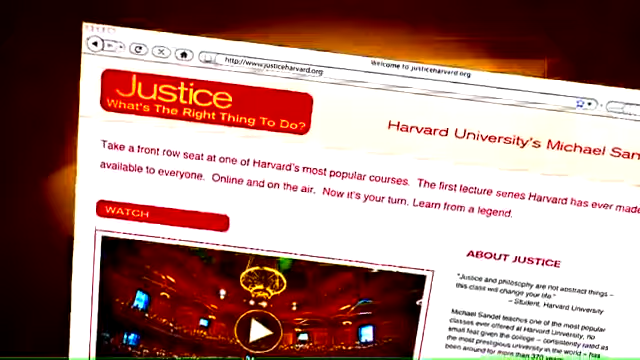 Welcome to justiceharvard.org
http://www.justiceharvard.org
Justice
What's The Right Thing To Do?
Harvard University's Michael San
Take a front row seat at one of Harvard's most popular courses. The first lecture series Harvard has ever made
available to everyone. Online and on the air. Now it's your turn. Learn from a legend.
WATCH
ABOUT JUSTICE
"Justice and philosophy are not abstract things –
this class will change your life."
– Student, Harvard University
Michael Sandel teaches one of the most popular
classes ever offered at Harvard University, no
small feat given the college – consistently rated as
the most prestigious university in the world – has
been around for more than 370 years